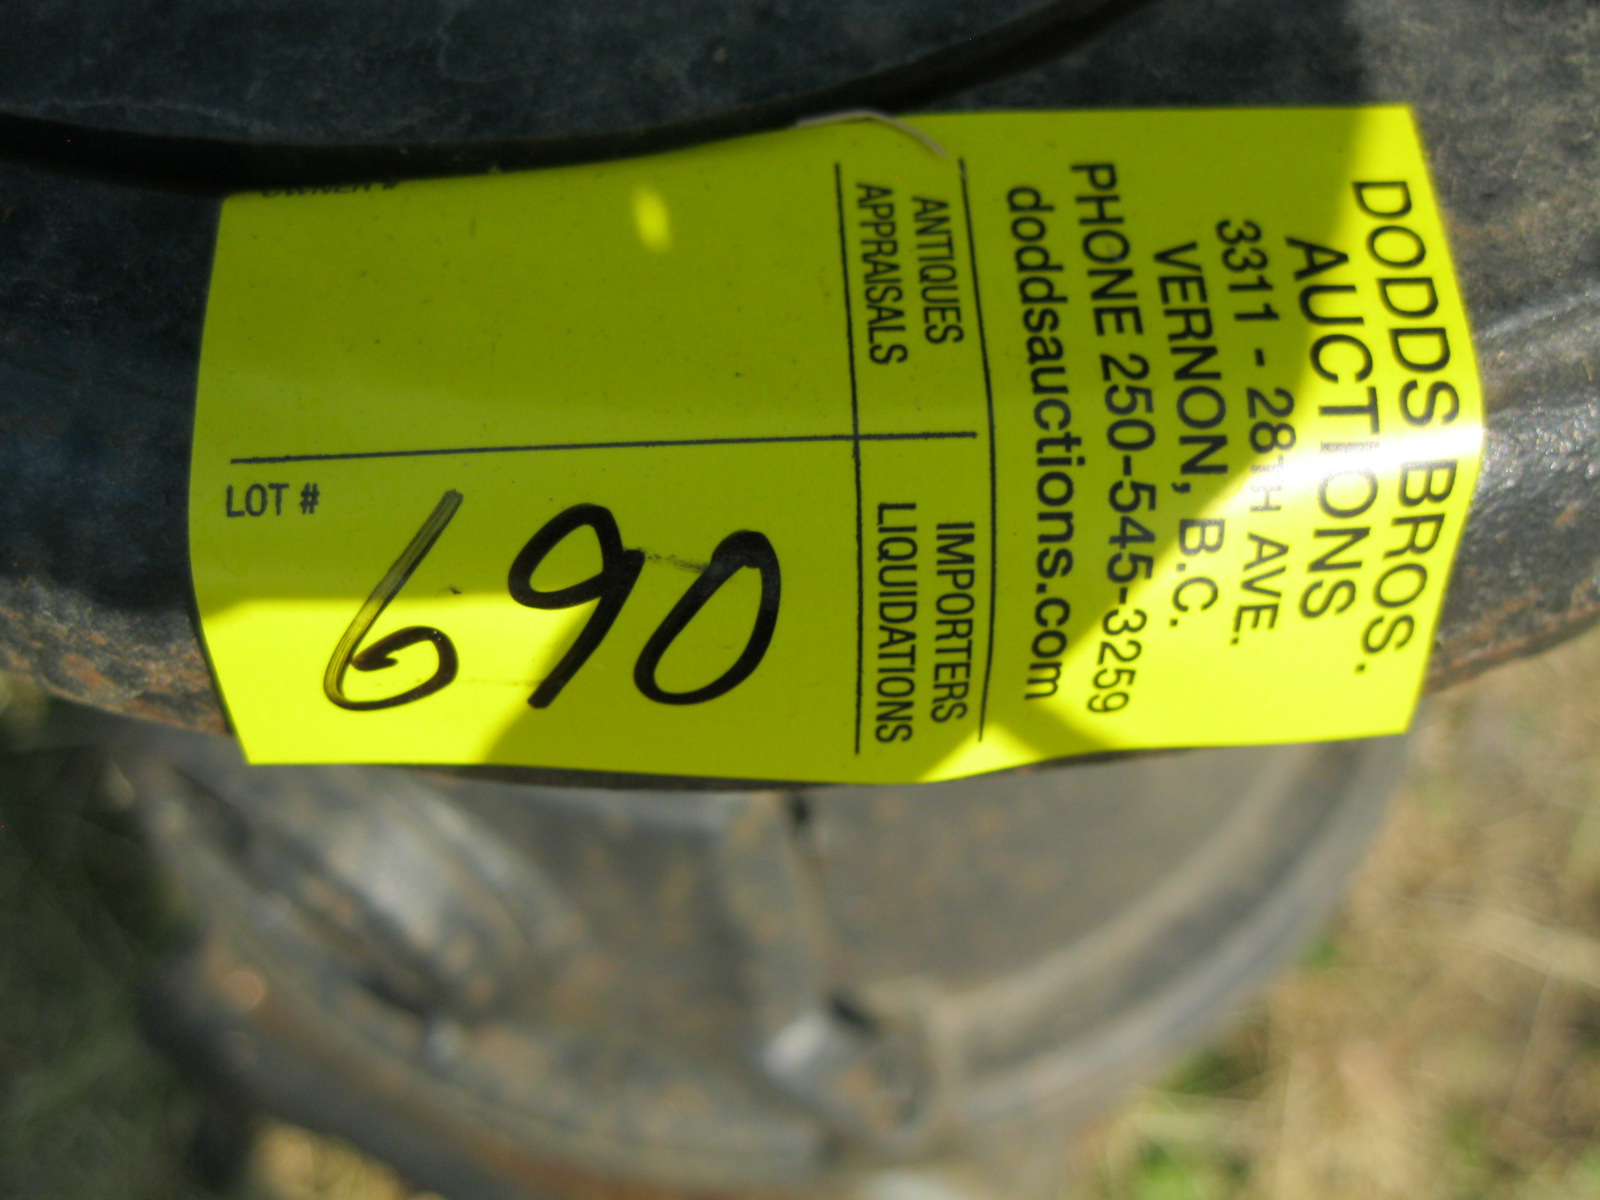 DODDS BROS.
AUCTIONS
3311 - 28TH AVE.
VERNON, B.C.
PHONE 250-545-3259
doddsauctions.com
ANTIQUES IMPORTERS
APPRAISALS LIQUIDATIONS
OWNER #
LOT #
690